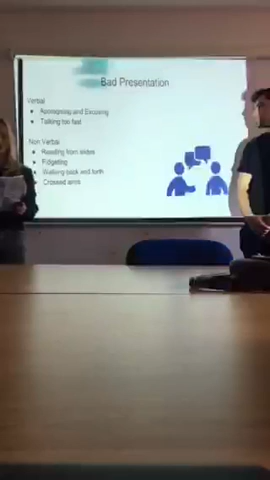 Bad Presentation
Verbal
Apologising and Excusing
Talking too fast
Non Verbal
Reading from slides
Fidgeting
Walking back and forth
Crossed arms